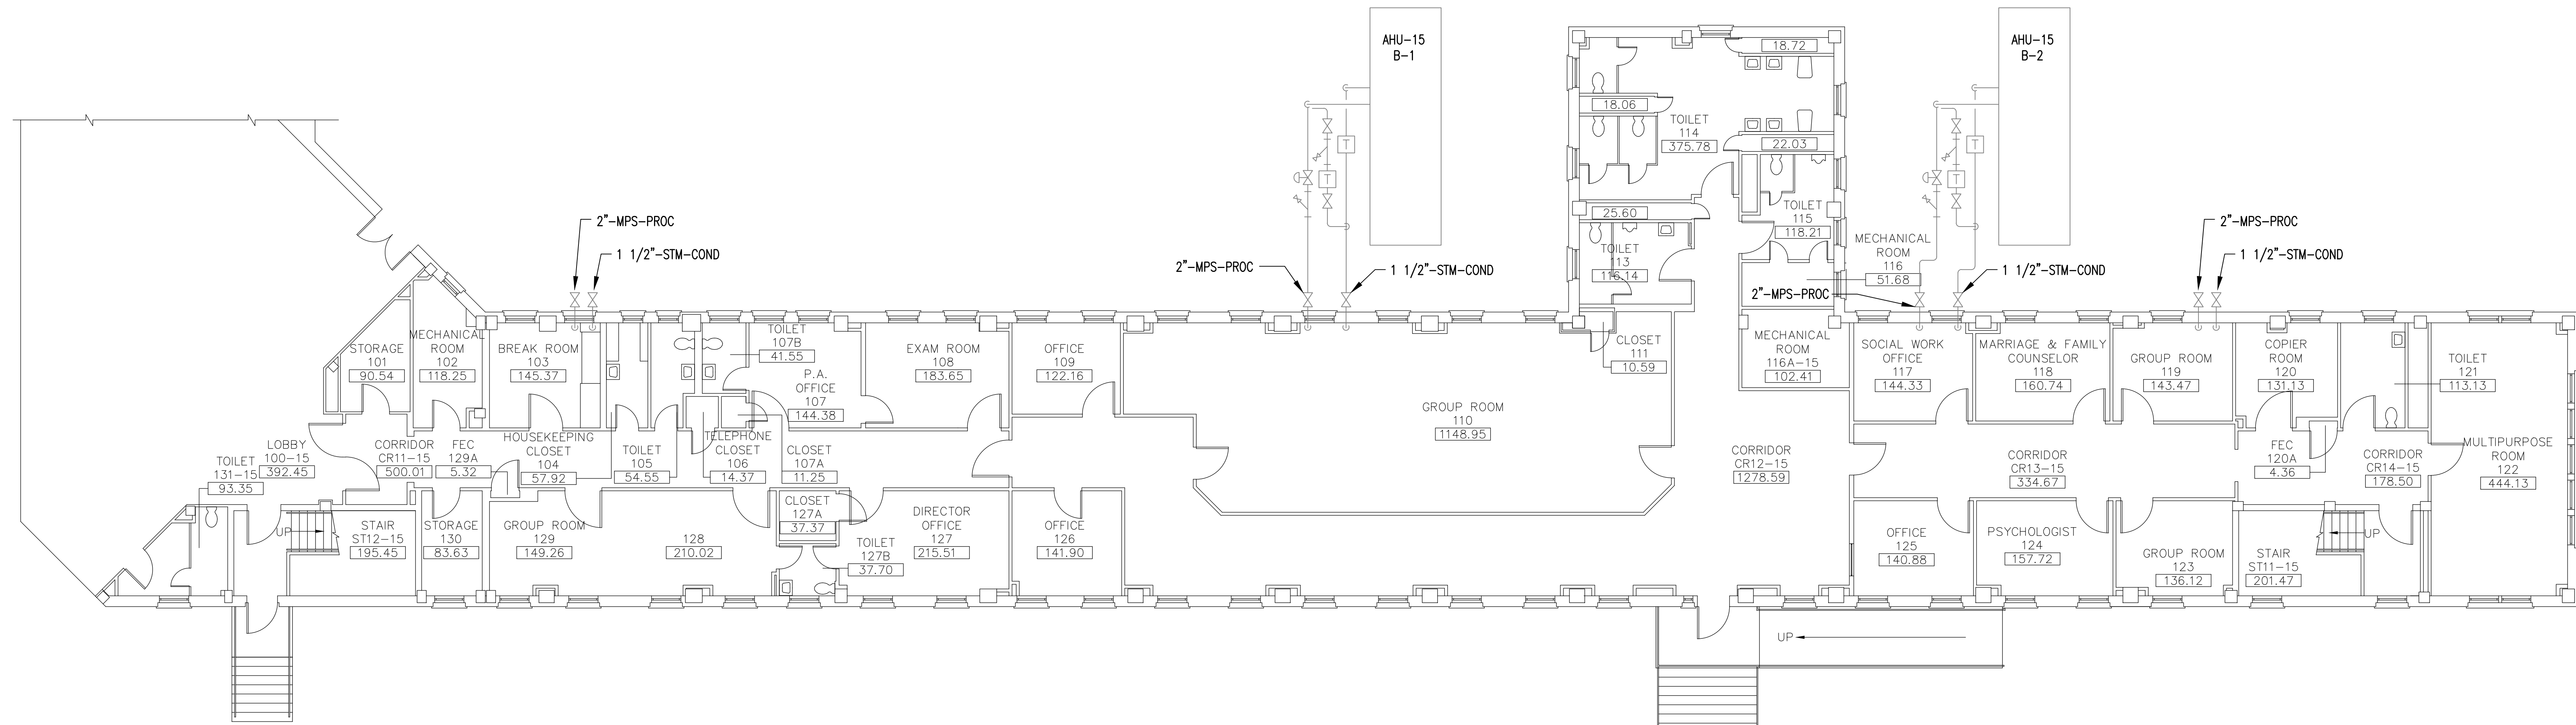 AHU-15
B-1
AHU-15
B-2
18.72
18.06
TOILET
114
375.78
22.03
25.60
TOILET
115
118.21
TOILET
113
116.14
MECHANICAL
ROOM
116
51.68
T
T
T
T
2"-MPS-PROC
1 1/2"-STM-COND
2"-MPS-PROC
1 1/2"-STM-COND
2"-MPS-PROC
1 1/2"-STM-COND
2"-MPS-PROC
1 1/2"-STM-COND
STORAGE
101
90.54
MECHANICAL
ROOM
102
118.25
BREAK ROOM
103
145.37
TOILET
107B
41.55
P.A.
OFFICE
107
144.38
EXAM ROOM
108
183.65
OFFICE
109
122.16
GROUP ROOM
110
1148.95
CLOSET
111
10.59
MECHANICAL
ROOM
116A-15
102.41
SOCIAL WORK
OFFICE
117
144.33
MARRIAGE & FAMILY
COUNSELOR
118
160.74
GROUP ROOM
119
143.47
COPIER
ROOM
120
131.13
TOILET
121
113.13
TOILET
131-15
93.35
LOBBY
100-15
392.45
CORRIDOR
CR11-15
500.01
FEC
129A
5.32
HOUSEKEEPING
CLOSET
104
57.92
TOILET
105
54.55
TELEPHONE
CLOSET
106
14.37
CLOSET
107A
11.25
CORRIDOR
CR12-15
1278.59
CORRIDOR
CR13-15
334.67
FEC
120A
4.36
CORRIDOR
CR14-15
178.50
MULTIPURPOSE
ROOM
122
444.13
UP
STAIR
ST12-15
195.45
STORAGE
130
83.63
GROUP ROOM
129
149.26
128
210.02
CLOSET
127A
37.37
TOILET
127B
37.70
DIRECTOR
OFFICE
127
215.51
OFFICE
126
141.90
OFFICE
125
140.88
PSYCHOLOGIST
124
157.72
GROUP ROOM
123
136.12
STAIR
ST11-15
201.47
UP
UP